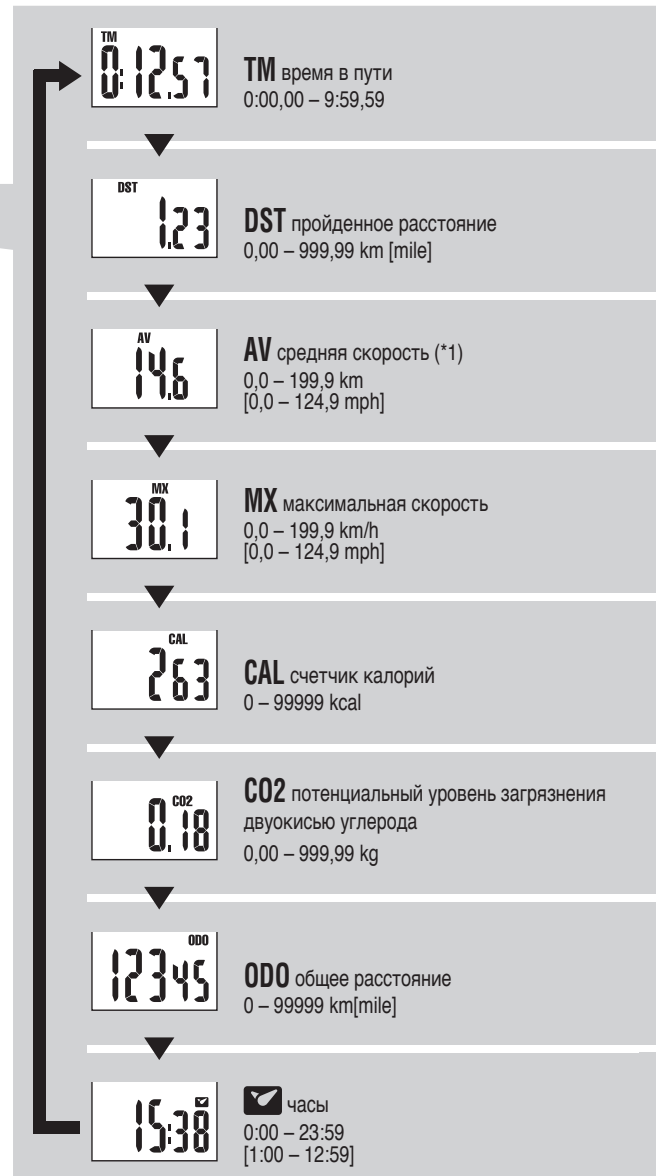 TM
0:12,57
TM время в пути
0:00,00 – 9:59,59
DST
1,23
DST пройденное расстояние
0,00 – 999,99 km [mile]
AV
14,6
AV средняя скорость (*1)
0,0 – 199,9 km
[0,0 – 124,9 mph]
MX
30,1
MX максимальная скорость
0,0 – 199,9 km/h
[0,0 – 124,9 mph]
CAL
263
CAL счетчик калорий
0 – 99999 kcal
CO2
0,18
CO2 потенциальный уровень загрязнения
двуокисью углерода
0,00 – 999,99 kg
ODO
12345
ODO общее расстояние
0 – 99999 km[mile]
15:38
часы
0:00 – 23:59
[1:00 – 12:59]